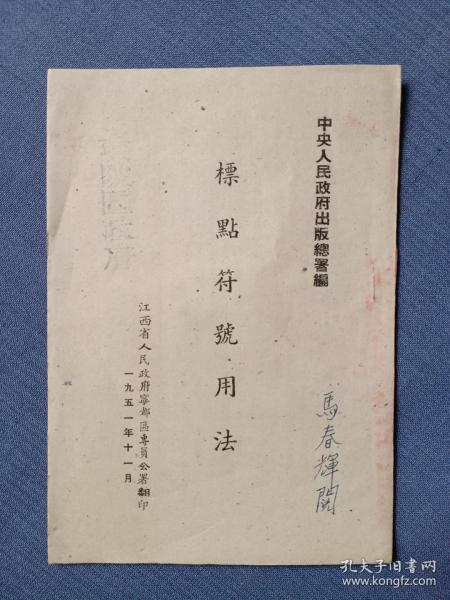 中央人民政府出版總署編
標點符號用法
江西省人民政府寧都區專員公署翻印
一九五一年十一月
馬春輝閱
孔夫子旧书网
www.kongfz.com